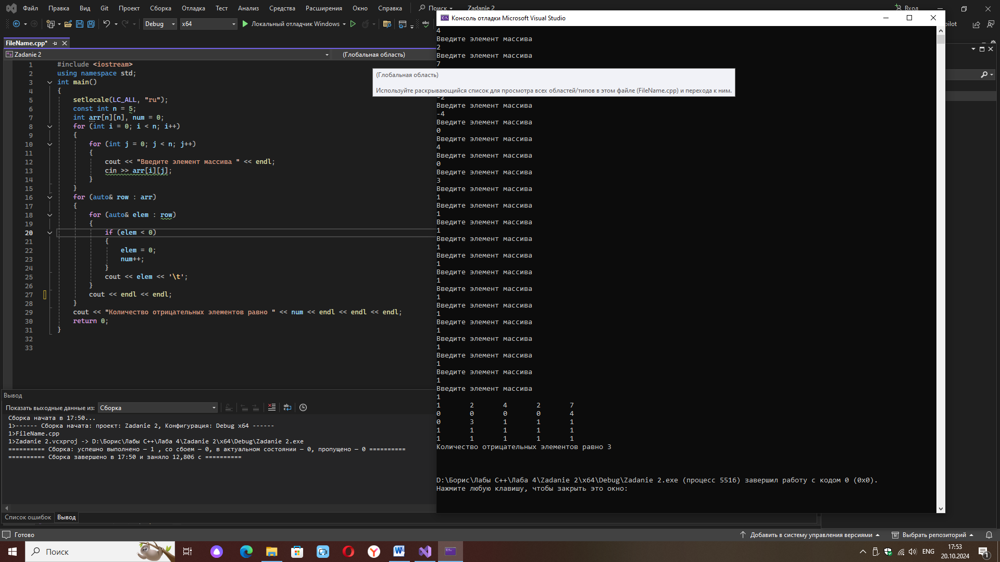 Файл Правка Вид Git Проект Сборка Отладка Тест Анализ Средства Расширения Окно Справка Поиск Zadanie 2 Вход
Debug x64 Локальный отладчик Windows
FileName.cpp*
Zadanie 2 (Глобальная область)
1 #include <iostream>
2 using namespace std;
3 int main()
4 {
5 setlocale(LC_ALL, "ru");
6 const int n = 5;
7 int arr[n][n], num = 0;
8 for (int i = 0; i < n; i++)
9 {
10 for (int j = 0; j < n; j++)
11 {
12 cout << "Введите элемент массива " << endl;
13 cin >> arr[i][j];
14 }
15 }
16 for (auto& row : arr)
17 {
18 for (auto& elem : row)
19 {
20 if (elem < 0)
21 {
22 elem = 0;
23 num++;
24 }
25 cout << elem << '\t';
26 }
27 cout << endl << endl;
28 }
29 cout << "Количество отрицательных элементов равно " << num << endl << endl << endl;
30 return 0;
31 }
32
33
Вывод
Показать выходные данные из: Сборка
Сборка начата в 17:50...
1>------ Сборка начата: проект: Zadanie 2, Конфигурация: Debug x64 ------
1>FileName.cpp
1>Zadanie 2.vcxproj -> D:\Борис\Лабы C++\Лаба 4\Zadanie 2\x64\Debug\Zadanie 2.exe
========== Сборка: успешно выполнено — 1 , со сбоем — 0, в актуальном состоянии — 0, пропущено — 0 ==========
========== Сборка завершено в 17:50 и заняло 12,806 с ==========
Список ошибок Вывод
Консоль отладки Microsoft Visual Studio
4
Введите элемент массива
2
Введите элемент массива
7
(Глобальная область)
Используйте раскрывающийся список для просмотра всех областей/типов в этом файле (FileName.cpp) и перехода к ним.
-2
Введите элемент массива
-4
Введите элемент массива
0
Введите элемент массива
4
Введите элемент массива
0
Введите элемент массива
3
Введите элемент массива
1
Введите элемент массива
1
Введите элемент массива
1
Введите элемент массива
1
Введите элемент массива
1
Введите элемент массива
1
Введите элемент массива
1
Введите элемент массива
1
Введите элемент массива
1
Введите элемент массива
1
Введите элемент массива
1
Введите элемент массива
1
Введите элемент массива
1
1 2 4 2 7
0 0 0 0 4
0 3 1 1 1
1 1 1 1 1
1 1 1 1 1
Количество отрицательных элементов равно 3
D:\Борис\Лабы C++\Лаба 4\Zadanie 2\x64\Debug\Zadanie 2.exe (процесс 5516) завершил работу с кодом 0 (0x0).
Нажмите любую клавишу, чтобы закрыть это окно:
pilot
Готово Добавить в систему управления версиями Выбрать репозиторий
Поиск ENG 17:53
20.10.2024
1